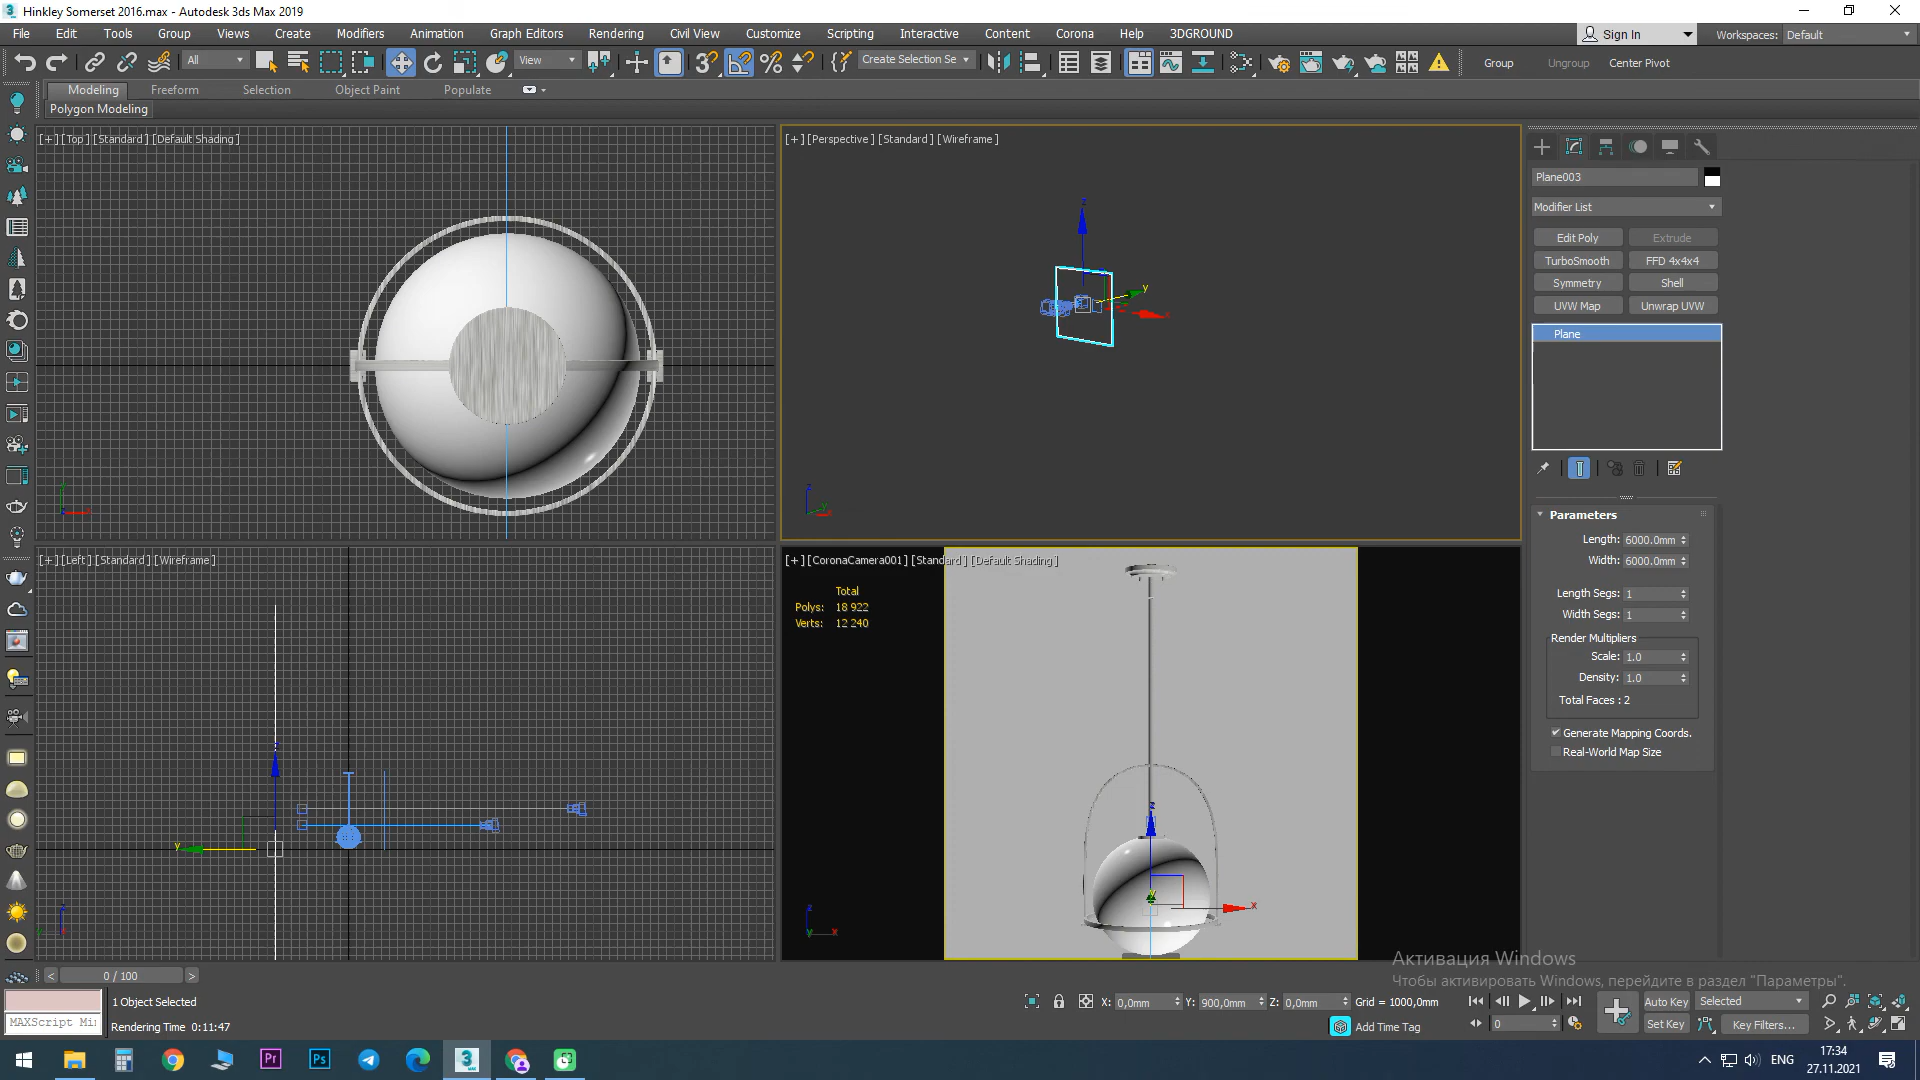 Hinkley Somerset 2016.max - Autodesk 3ds Max 2019
File Edit Tools Group Views Create Modifiers Animation Graph Editors Rendering Civil View Customize Scripting Interactive Content Corona Help 3DGROUND
Sign In Workspaces: Default
All View Create Selection Se Group Ungroup Center Pivot
Modeling Freeform Selection Object Paint Populate
Polygon Modeling
[+] [Top] [Standard] [Default Shading]
[+] [Perspective] [Standard] [Wireframe]
Plane003
Modifier List
Edit Poly Extrude
TurboSmooth FFD 4x4x4
Symmetry Shell
UVW Map Unwrap UVW
Plane
Parameters
Length: 6000.0mm
Width: 6000.0mm
Length Segs: 1
Width Segs: 1
Render Multipliers
Scale: 1.0
Density: 1.0
Total Faces : 2
Generate Mapping Coords.
Real-World Map Size
[+] [Left] [Standard] [Wireframe]
[+] [CoronaCamera001] [Standard] [Default Shading]
Total
Polys: 18 922
Verts: 12 240
Активация Windows
Чтобы активировать Windows, перейдите в раздел "Параметры".
< 0 / 100 >
1 Object Selected
MAXScript Mi
Rendering Time 0:11:47
X: 0,0mm Y: 900,0mm Z: 0,0mm Grid = 1000,0mm
Add Time Tag
Auto Key Selected
Set Key Key Filters...
0
ENG
17:34
27.11.2021